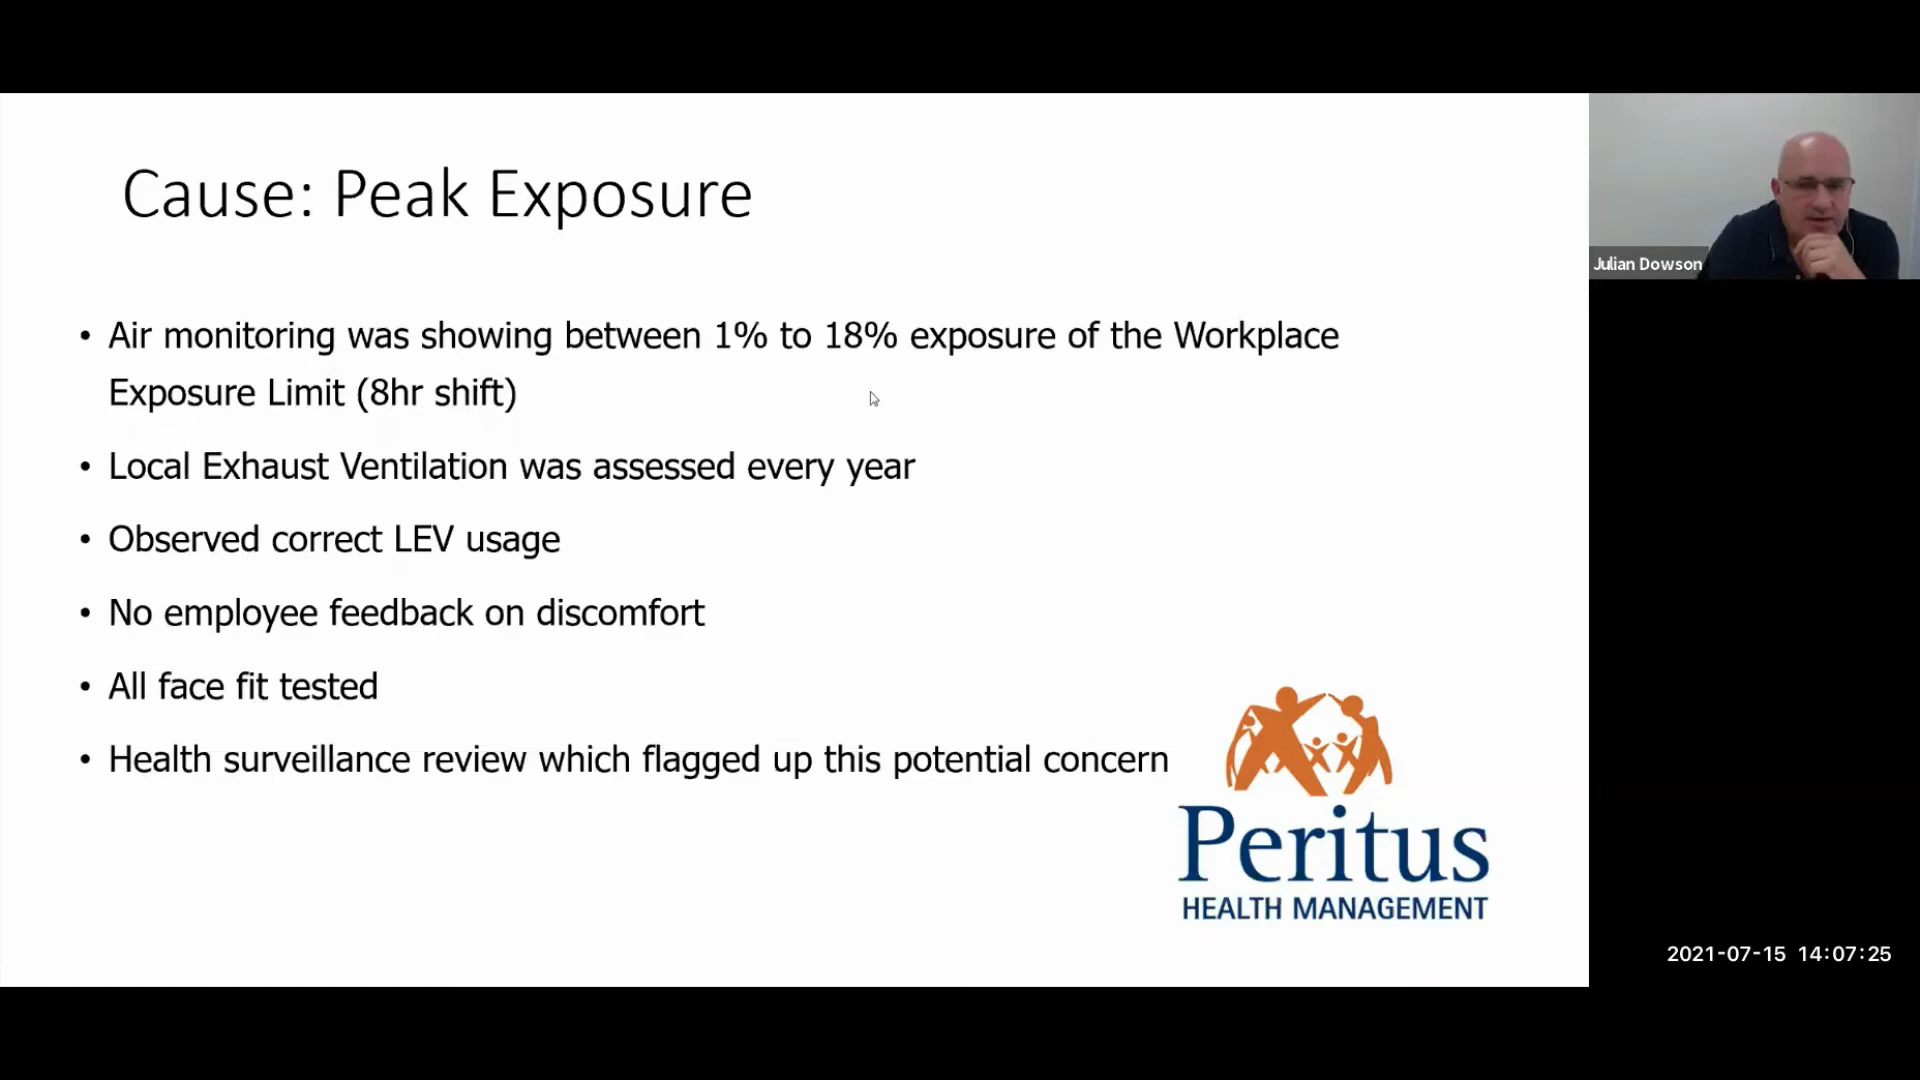 Cause: Peak Exposure
• Air monitoring was showing between 1% to 18% exposure of the Workplace
Exposure Limit (8hr shift)
• Local Exhaust Ventilation was assessed every year
• Observed correct LEV usage
• No employee feedback on discomfort
• All face fit tested
• Health surveillance review which flagged up this potential concern
Peritus
HEALTH MANAGEMENT
Julian Dowson
2021-07-15 14:07:25